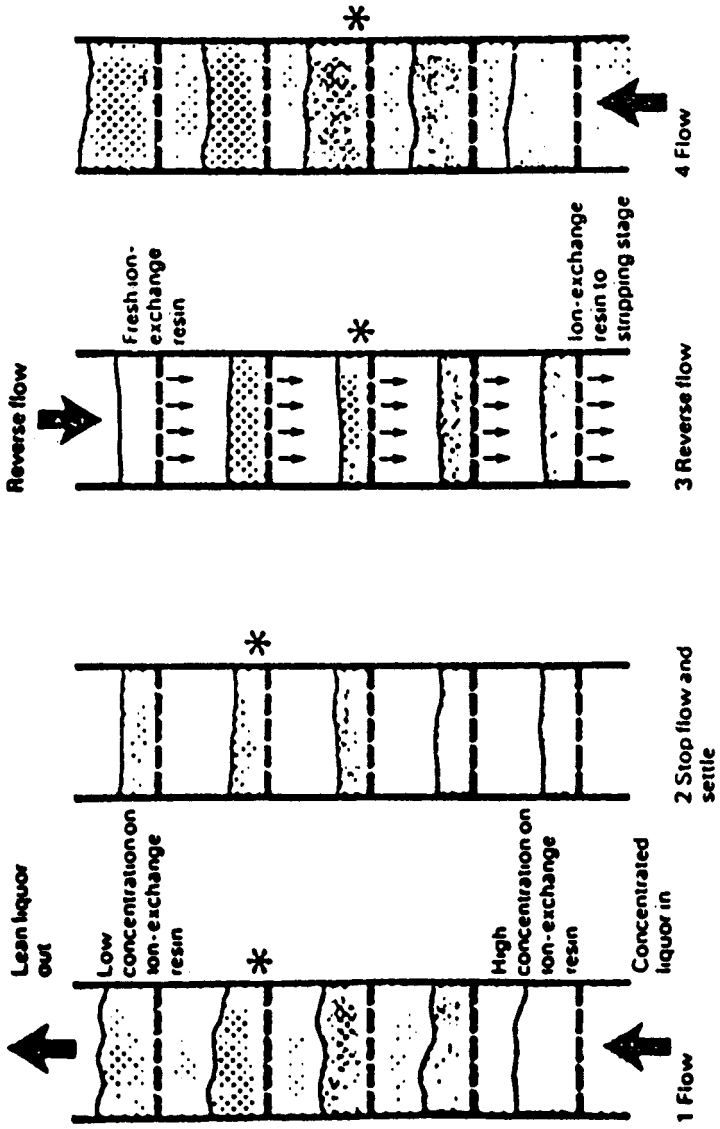 Lean liquor
out
Low
concentration on
ion-exchange
resin
*
High
concentration on
ion-exchange
resin
Concentrated
liquor in
1 Flow
*
2 Stop flow and
settle
Reverse flow
Fresh ion-
exchange
resin
*
Ion-exchange
resin to
stripping stage
3 Reverse flow
*
4 Flow